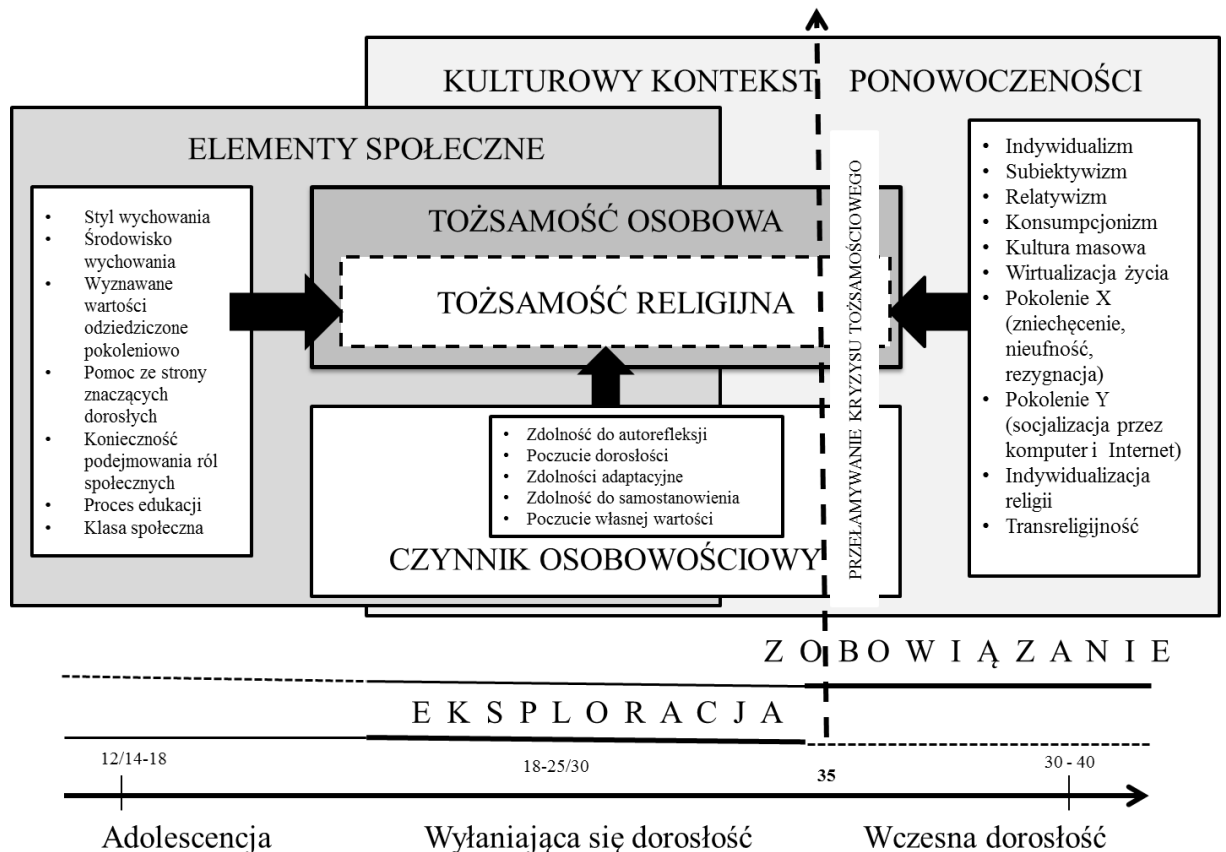 KULTUROWY KONTEKST PONOWOCZENOŚCI
ELEMENTY SPOŁECZNE
• Styl wychowania
• Środowisko
wychowania
• Wyznawane
wartości
odziedziczone
pokoleniowo
• Pomoc ze strony
znaczących
dorosłych
• Konieczność
podejmowania ról
społecznych
• Proces edukacji
• Klasa społeczna
TOŻSAMOŚĆ OSOBOWA
TOŻSAMOŚĆ RELIGIJNA
• Zdolność do autorefleksji
• Poczucie dorosłości
• Zdolności adaptacyjne
• Zdolność do samostanowienia
• Poczucie własnej wartości
CZYNNIK OSOBOWOŚCIOWY
PRZEŁAMYWANIE KRYZYSU TOŻSAMOŚCIOWEGO
• Indywidualizm
• Subiektywizm
• Relatywizm
• Konsumpcjonizm
• Kultura masowa
• Wirtualizacja życia
• Pokolenie X
(zniechęcenie,
nieufność,
rezygnacja)
• Pokolenie Y
(socjalizacja przez
komputer i Internet)
• Indywidualizacja
religii
• Transreligijność
Z O B O W I Ą Z A N I E
E K S P L O R A C J A
12/14-18
18-25/30
35
30 - 40
Adolescencja
Wyłaniająca się dorosłość
Wczesna dorosłość